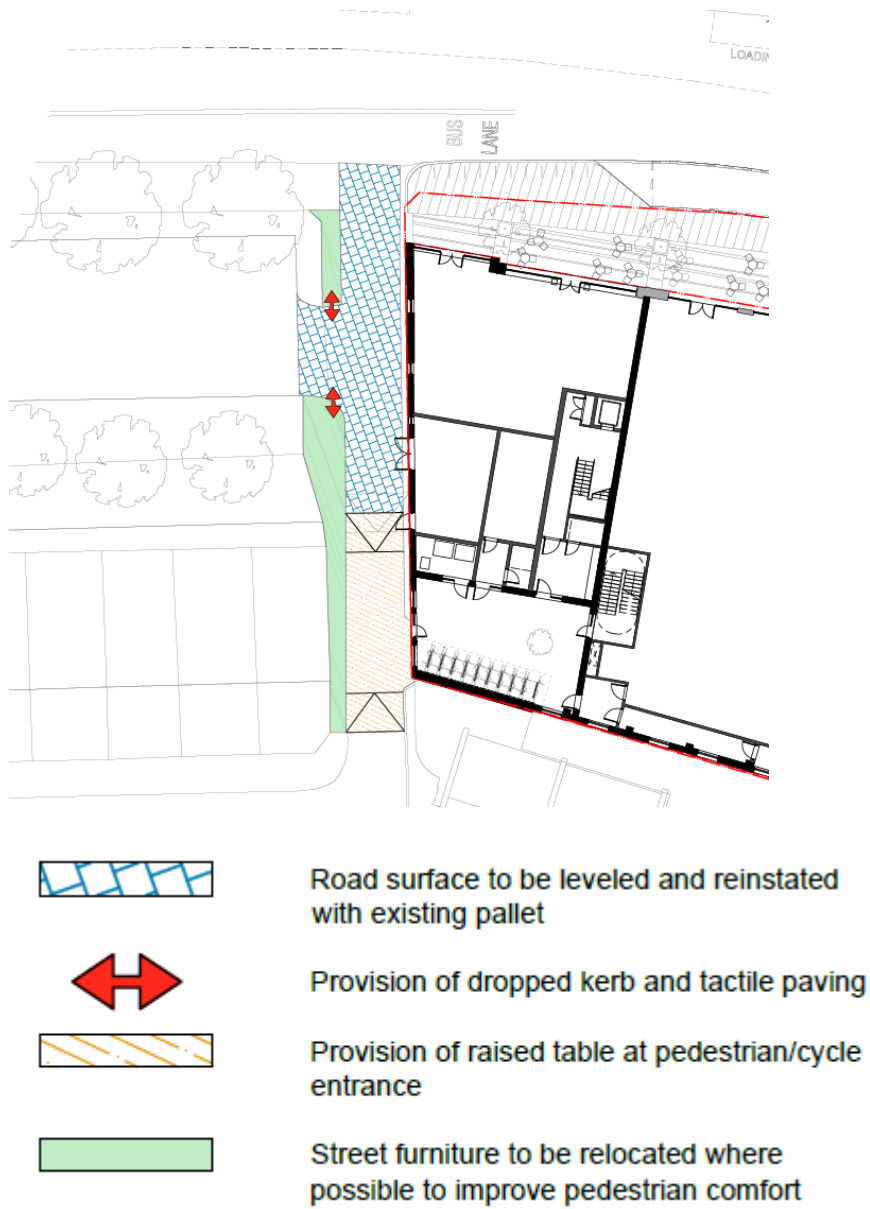 LOADIN
BUS
LANE
Road surface to be leveled and reinstated
with existing pallet
Provision of dropped kerb and tactile paving
Provision of raised table at pedestrian/cycle
entrance
Street furniture to be relocated where
possible to improve pedestrian comfort